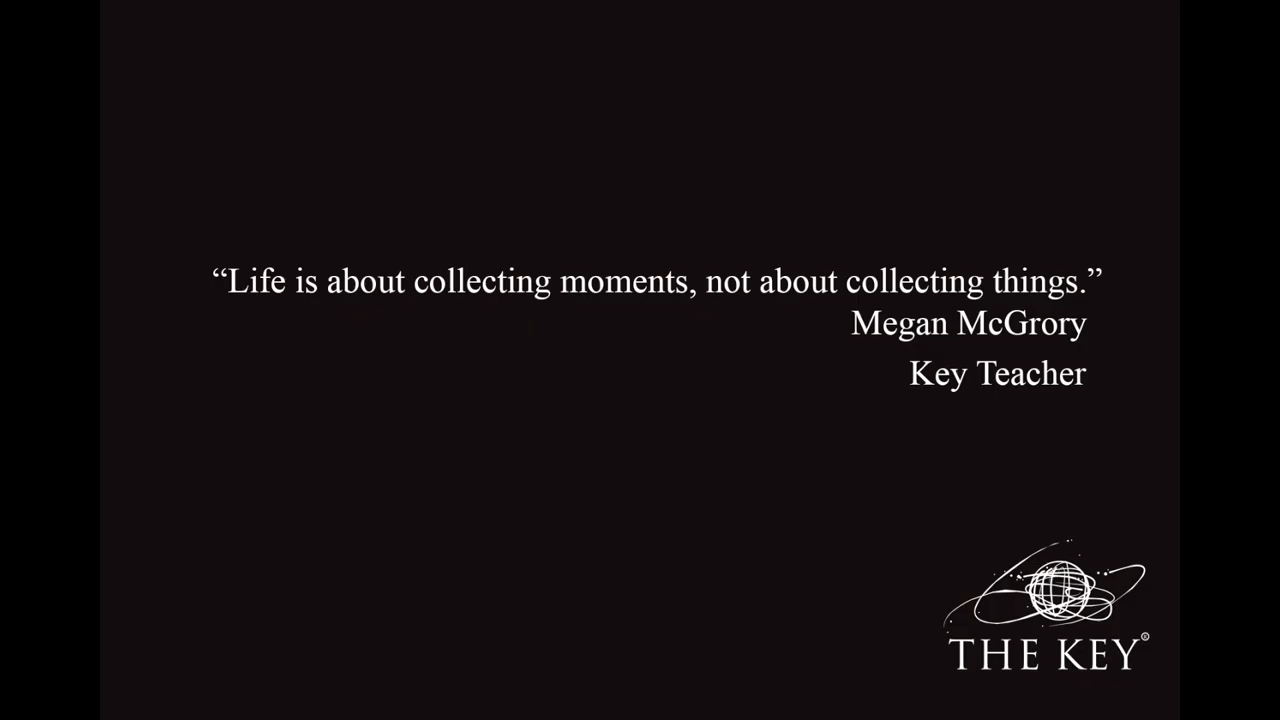 “Life is about collecting moments, not about collecting things.”
Megan McGrory
Key Teacher
THE KEY®